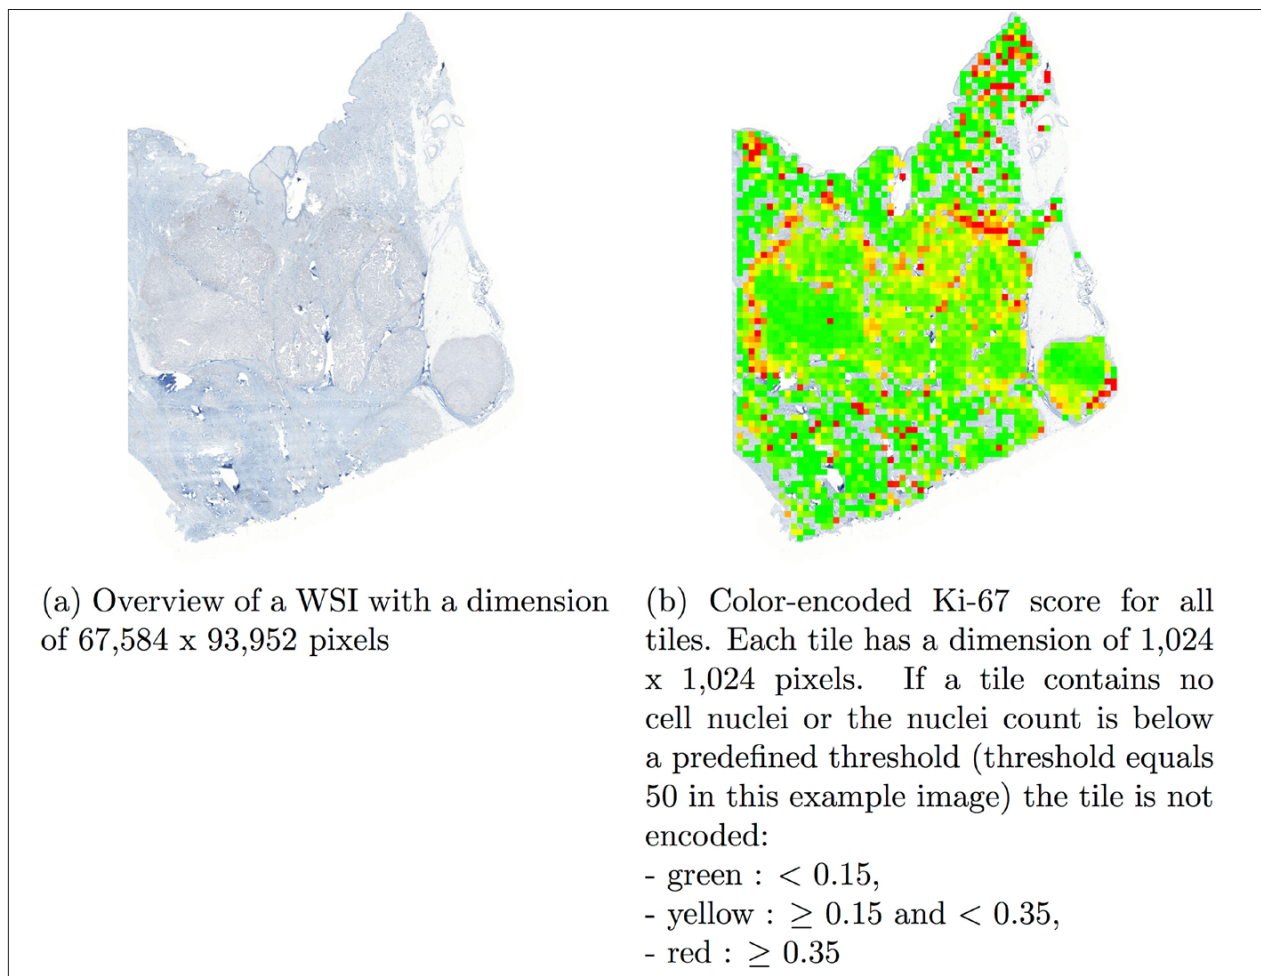 (a) Overview of a WSI with a dimension
of 67,584 x 93,952 pixels
(b) Color-encoded Ki-67 score for all
tiles. Each tile has a dimension of 1,024
x 1,024 pixels. If a tile contains no
cell nuclei or the nuclei count is below
a predefined threshold (threshold equals
50 in this example image) the tile is not
encoded:
- green : < 0.15,
- yellow : ≥ 0.15 and < 0.35,
- red : ≥ 0.35